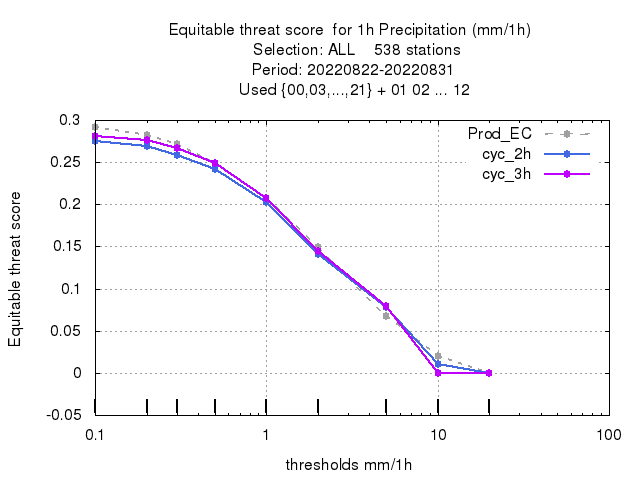 Equitable threat score  for 1h Precipitation (mm/1h)
Selection: ALL    538 stations
Period: 20220822-20220831
Used {00,03,...,21} + 01 02 ... 12
Prod_EC
cyc_2h
cyc_3h
Equitable threat score
0.3
0.25
0.2
0.15
0.1
0.05
0
-0.05
0.1 1 10 100
thresholds mm/1h